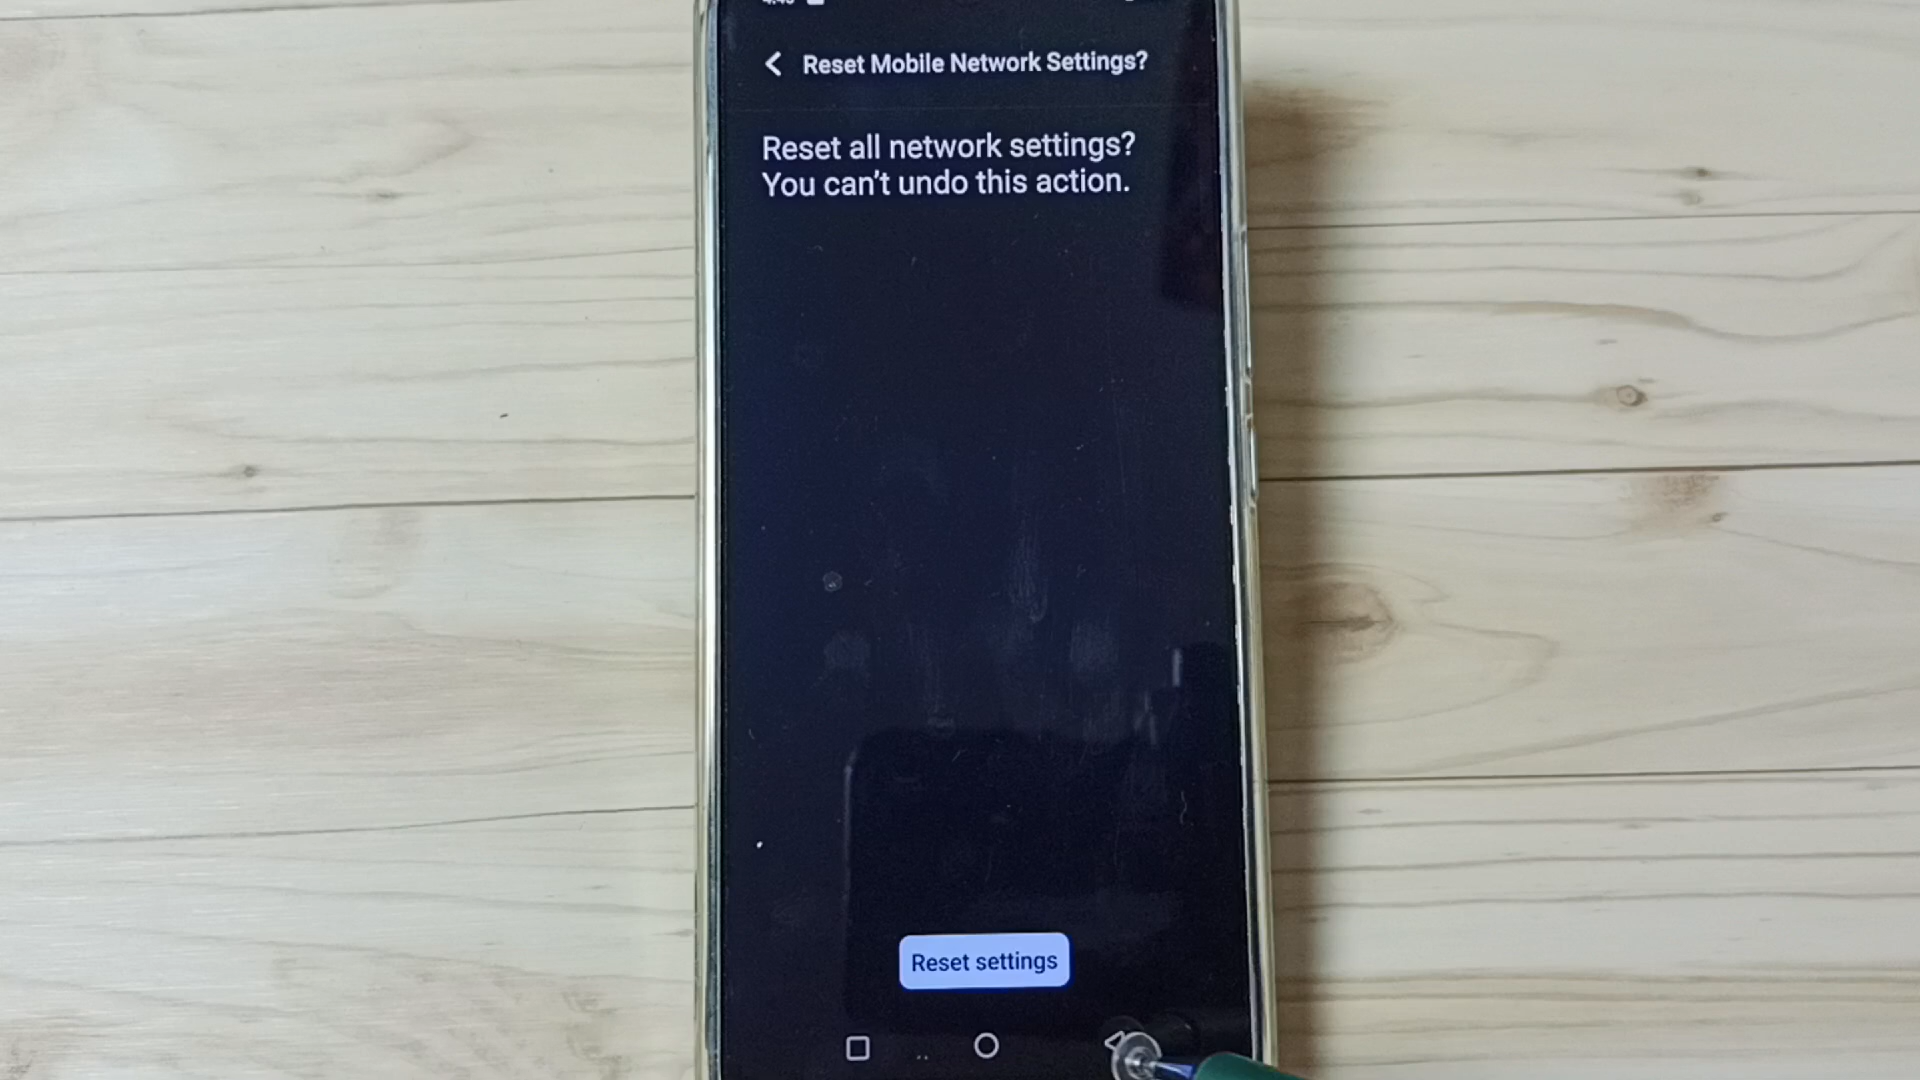 Reset Mobile Network Settings?
Reset all network settings?
You can't undo this action.
Reset settings